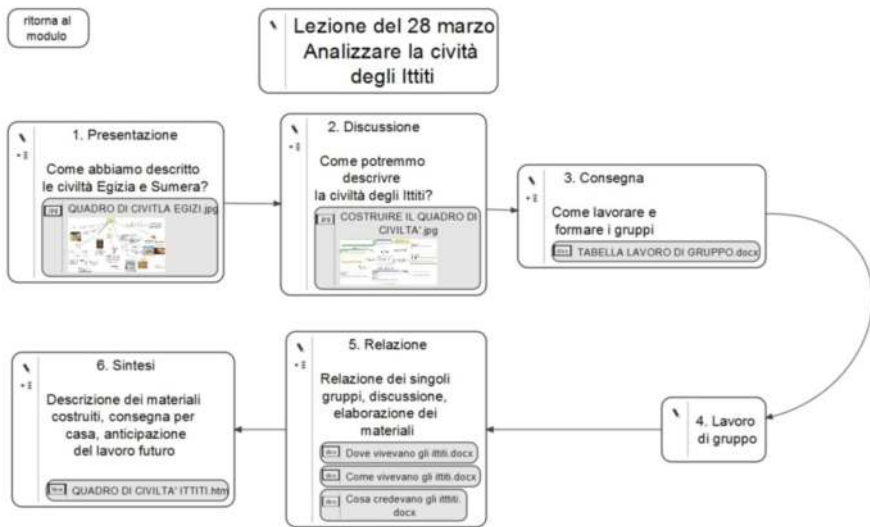 ritorna al
modulo
Lezione del 28 marzo
Analizzare la cività
degli Ittiti
1. Presentazione
Come abbiamo descritto
le civiltà Egizia e Sumera?
QUADRO DI CIVITLA EGIZI.jpg
2. Discussione
Come potremmo
descrivre
la civiltà degli Ittiti?
COSTRUIRE IL QUADRO DI
CIVILTA'.jpg
3. Consegna
Come lavorare e
formare i gruppi
TABELLA LAVORO DI GRUPPO.docx
4. Lavoro
di gruppo
5. Relazione
Relazione dei singoli
gruppi, discussione,
elaborazione dei
materiali
Dove vivevano gli ittiti.docx
Come vivevano gli ittiti.docx
Cosa credevano gli itttiti.
docx
6. Sintesi
Descrizione dei materiali
costruiti, consegna per
casa, anticipazione
del lavoro futuro
QUADRO DI CIVILTA' ITTITI.htm